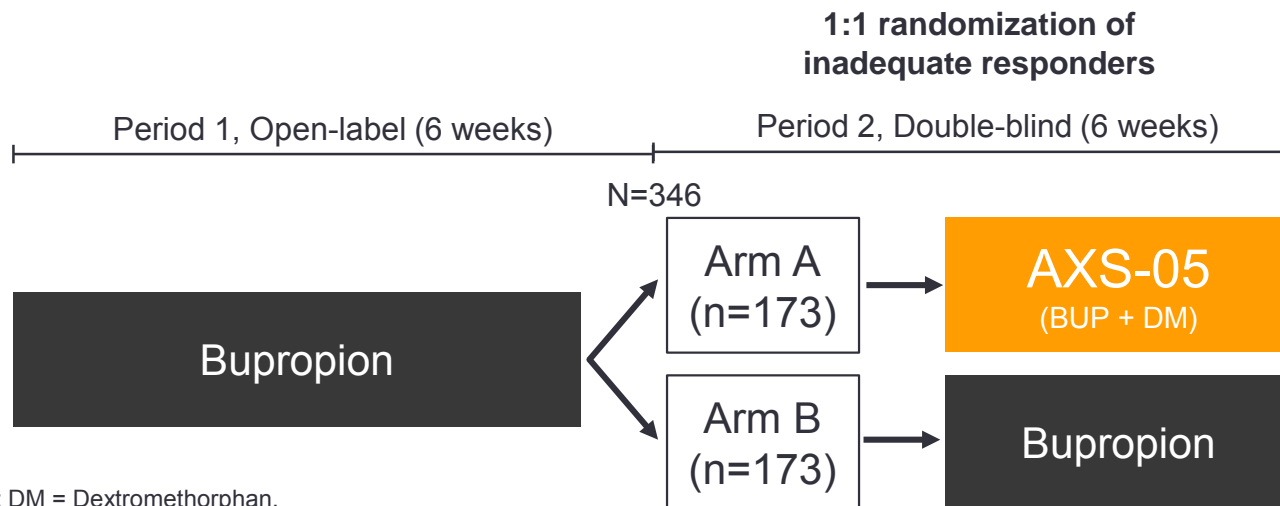 1:1 randomization of
inadequate responders
Period 1, Open-label (6 weeks)
Period 2, Double-blind (6 weeks)
N=346
Bupropion
Arm A
(n=173)
AXS-05
(BUP + DM)
Arm B
(n=173)
Bupropion
DM = Dextromethorphan.